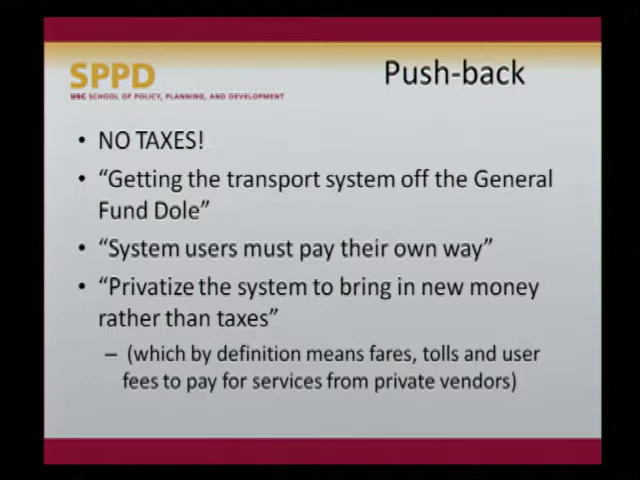 SPPD
USC SCHOOL OF POLICY, PLANNING, AND DEVELOPMENT
Push-back
• NO TAXES!
• “Getting the transport system off the General
Fund Dole”
• “System users must pay their own way”
• “Privatize the system to bring in new money
rather than taxes”
– (which by definition means fares, tolls and user
fees to pay for services from private vendors)